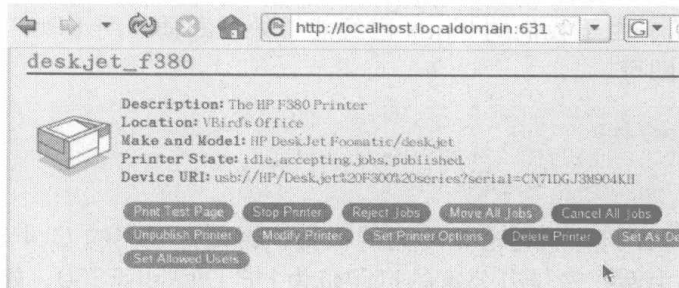 http://localhost.localdomain:631
G
deskjet_f380
Description: The HP F380 Printer
Location: VBird's Office
Make and Model: HP DeskJet Foomatic/deskjet
Printer State: idle, accepting jobs, published.
Device URI: usb://HP/Deskjet%20F300%20series?serial=CN71DGJ3M904KH
Print Test Page Stop Printer Reject Jobs Move All Jobs Cancel All Jobs
Unpublish Printer Modify Printer Set Printer Options Delete Printer Set As De
Set Allowed Users